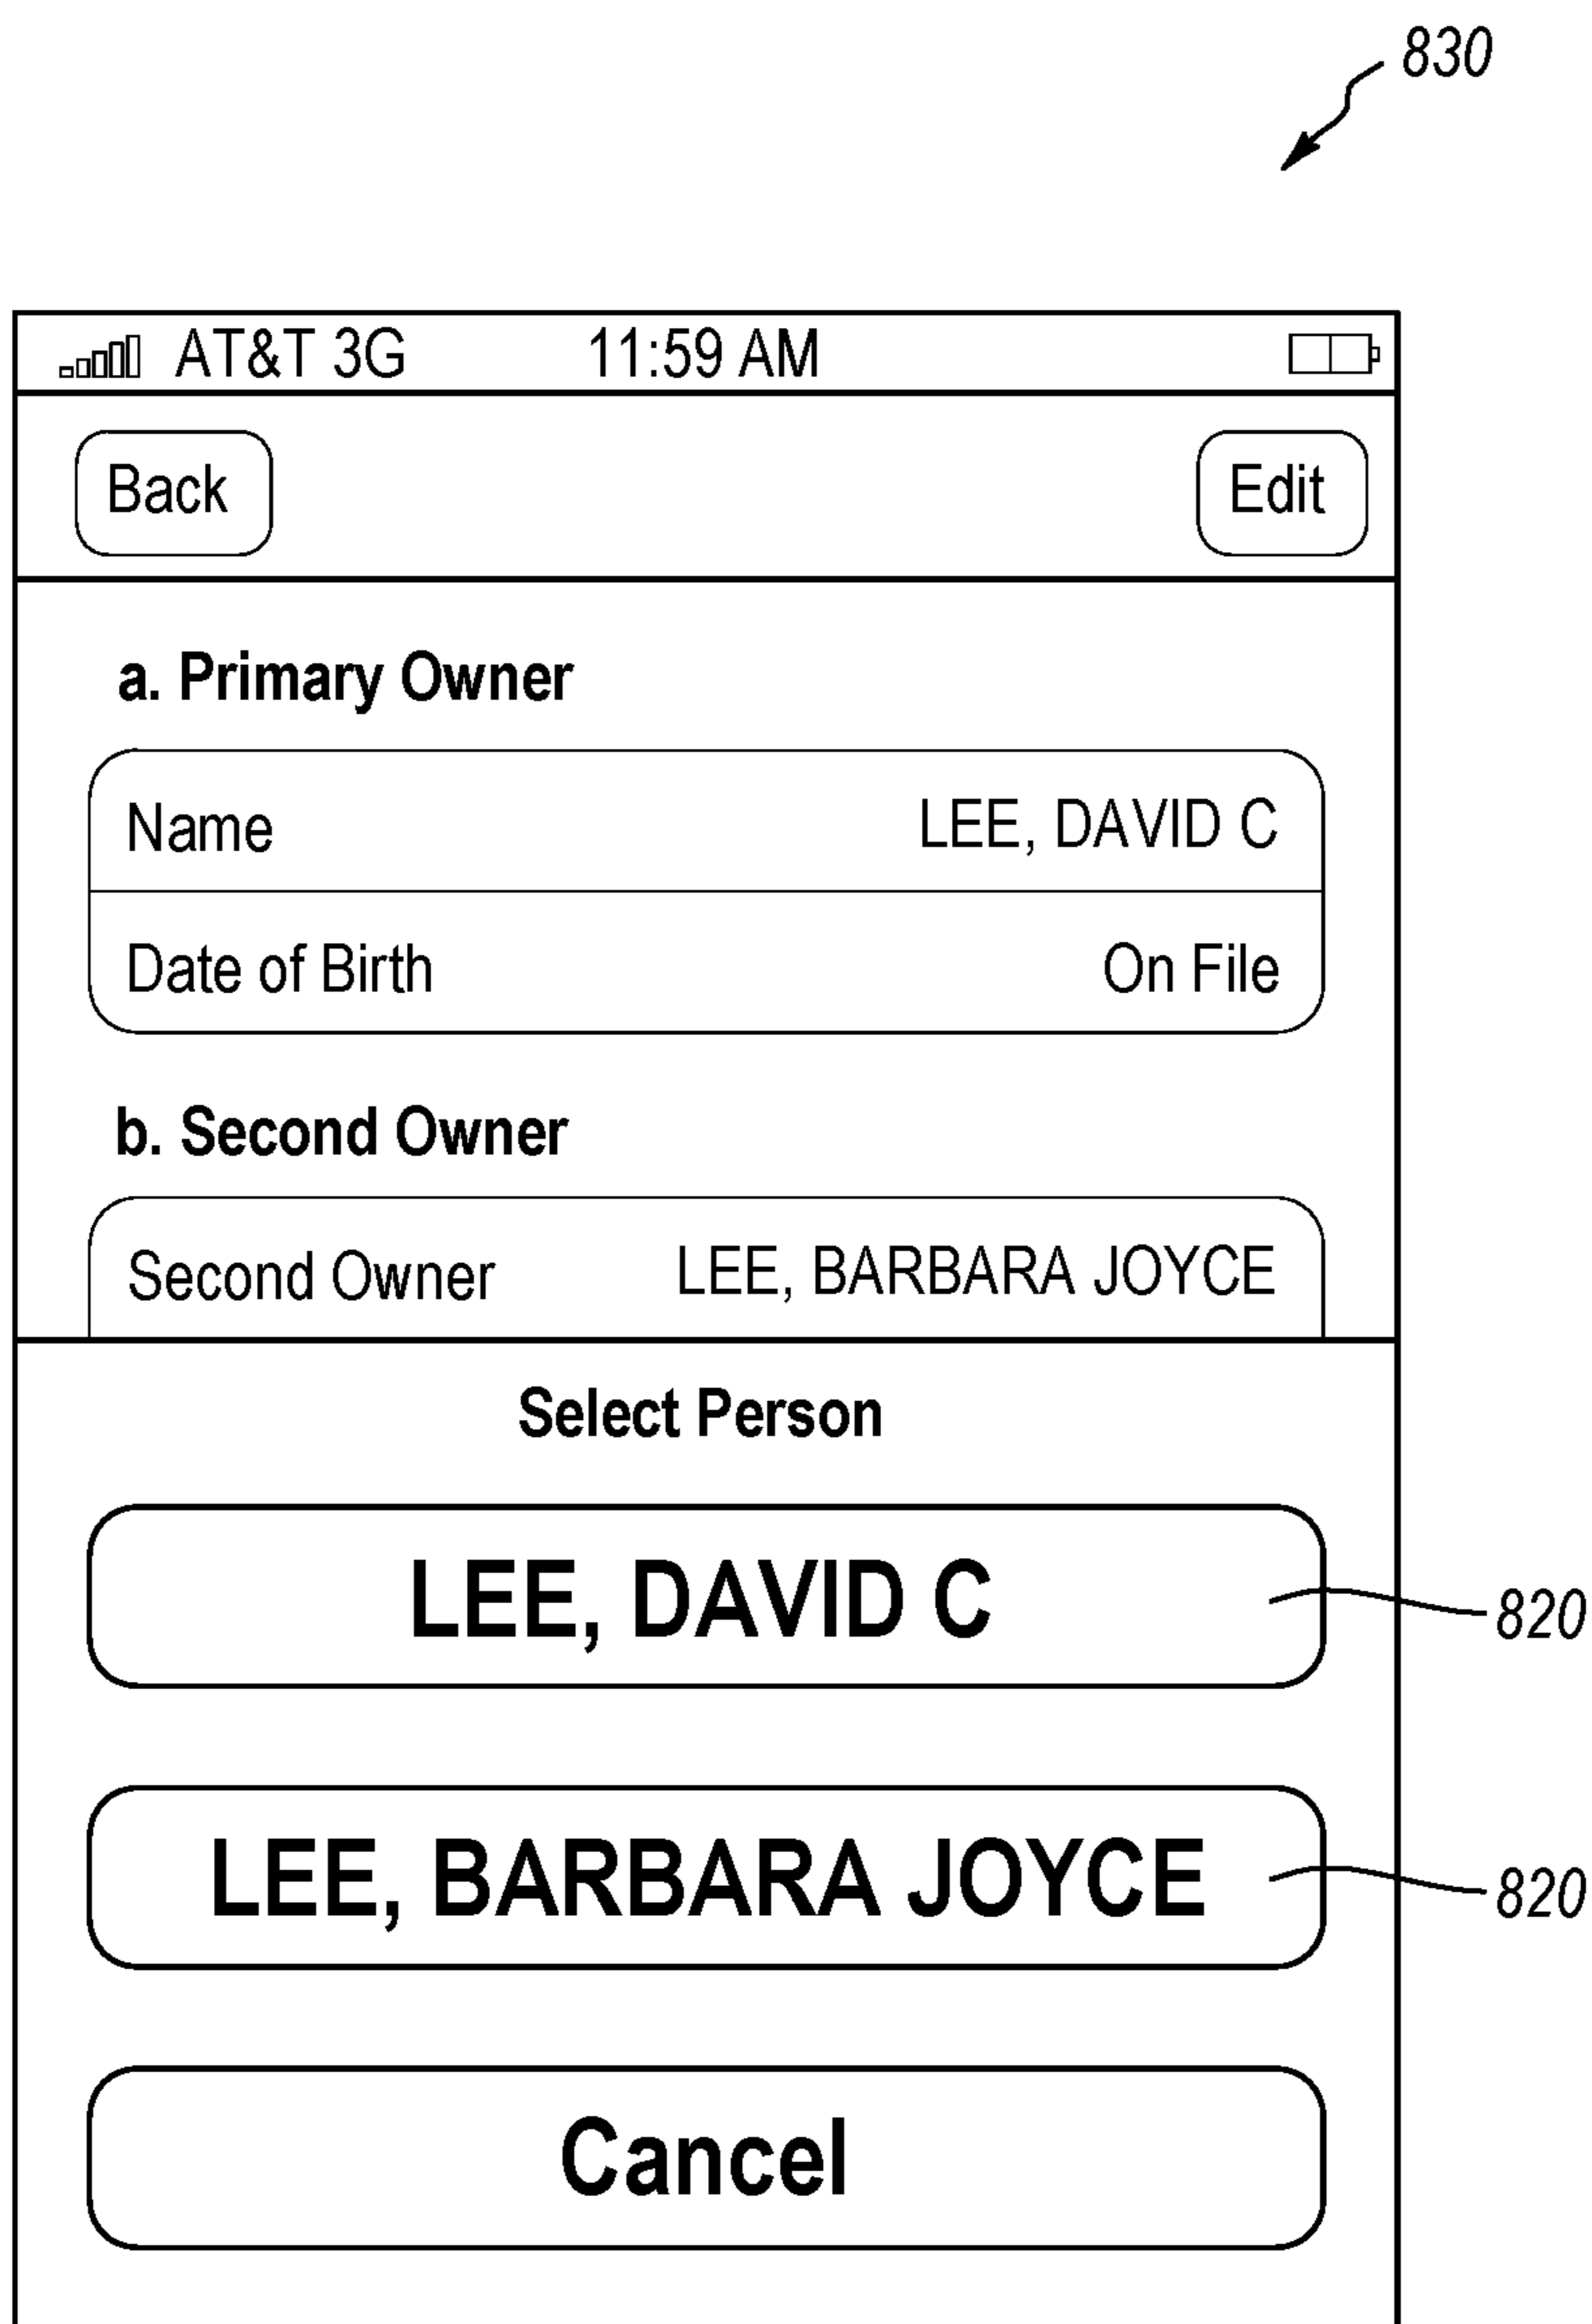 830
AT&T 3G 11:59 AM
Back Edit
a. Primary Owner
Name LEE, DAVID C
Date of Birth On File
b. Second Owner
Second Owner LEE, BARBARA JOYCE
Select Person
LEE, DAVID C 820
LEE, BARBARA JOYCE 820
Cancel